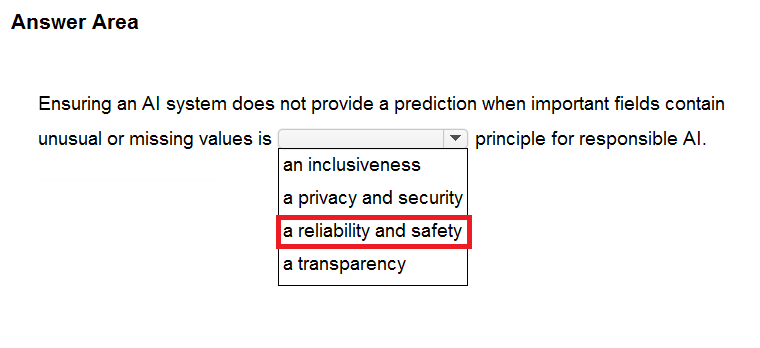 Answer Area
Ensuring an AI system does not provide a prediction when important fields contain
unusual or missing values is principle for responsible AI.
an inclusiveness
a privacy and security
a reliability and safety
a transparency